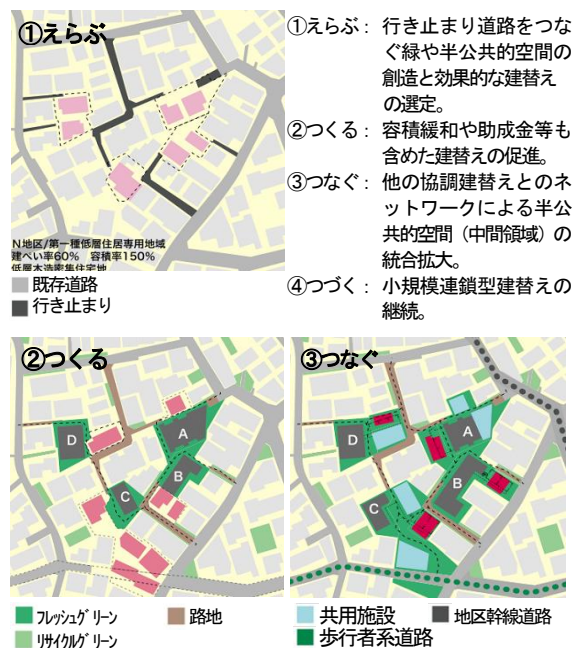 ①えらぶ
N地区/第一種低層住居専用地域
建ぺい率60%　容積率150%
低層木造密集住宅地
既存道路
行き止まり
①えらぶ： 行き止まり道路をつな
ぐ緑や半公共的空間の
創造と効果的な建替え
の選定。
②つくる： 容積緩和や助成金等も
含めた建替えの促進。
③つなぐ： 他の協調建替えとのネ
ットワークによる半公
共的空間（中間領域）の
統合拡大。
④つづく： 小規模連鎖型建替えの
継続。
②つくる
D
A
B
C
フレッシュグリーン
路地
リサイクルグリーン
③つなぐ
D
A
B
C
共用施設
地区幹線道路
歩行者系道路